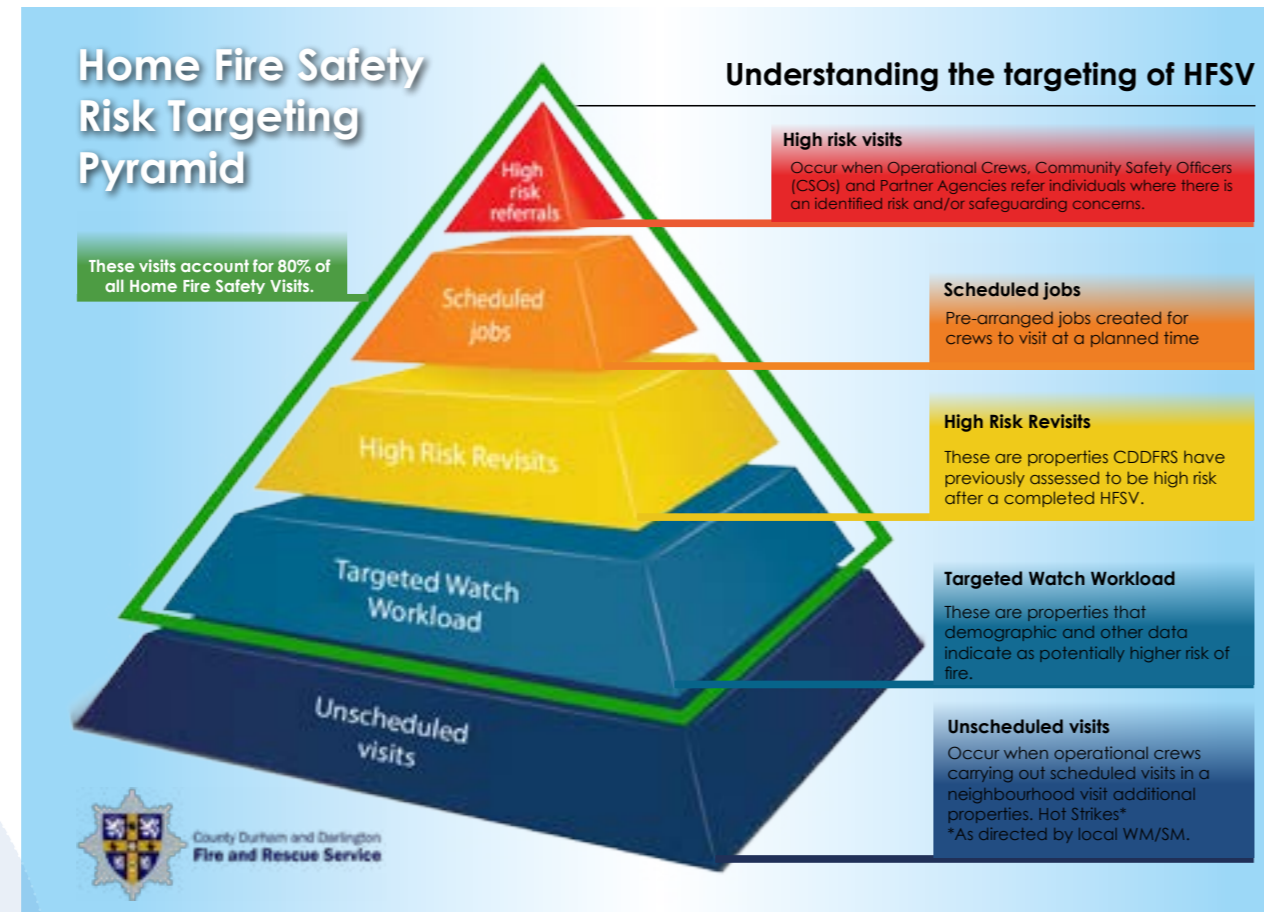 Home Fire Safety
Risk Targeting
Pyramid
Understanding the targeting of HFSV
These visits account for 80% of
all Home Fire Safety Visits.
High
risk
referrals
High risk visits
Occur when Operational Crews, Community Safety Officers
(CSOs) and Partner Agencies refer individuals where there is
an identified risk and/or safeguarding concerns.
Scheduled
jobs
Scheduled jobs
Pre-arranged jobs created for
crews to visit at a planned time
High Risk Revisits
High Risk Revisits
These are properties CDDFRS have
previously assessed to be high risk
after a completed HFSV.
Targeted Watch
Workload
Targeted Watch Workload
These are properties that
demographic and other data
indicate as potentially higher risk of
fire.
Unscheduled
visits
Unscheduled visits
Occur when operational crews
carrying out scheduled visits in a
neighbourhood visit additional
properties. Hot Strikes*
*As directed by local WM/SM.
County Durham and Darlington
Fire and Rescue Service